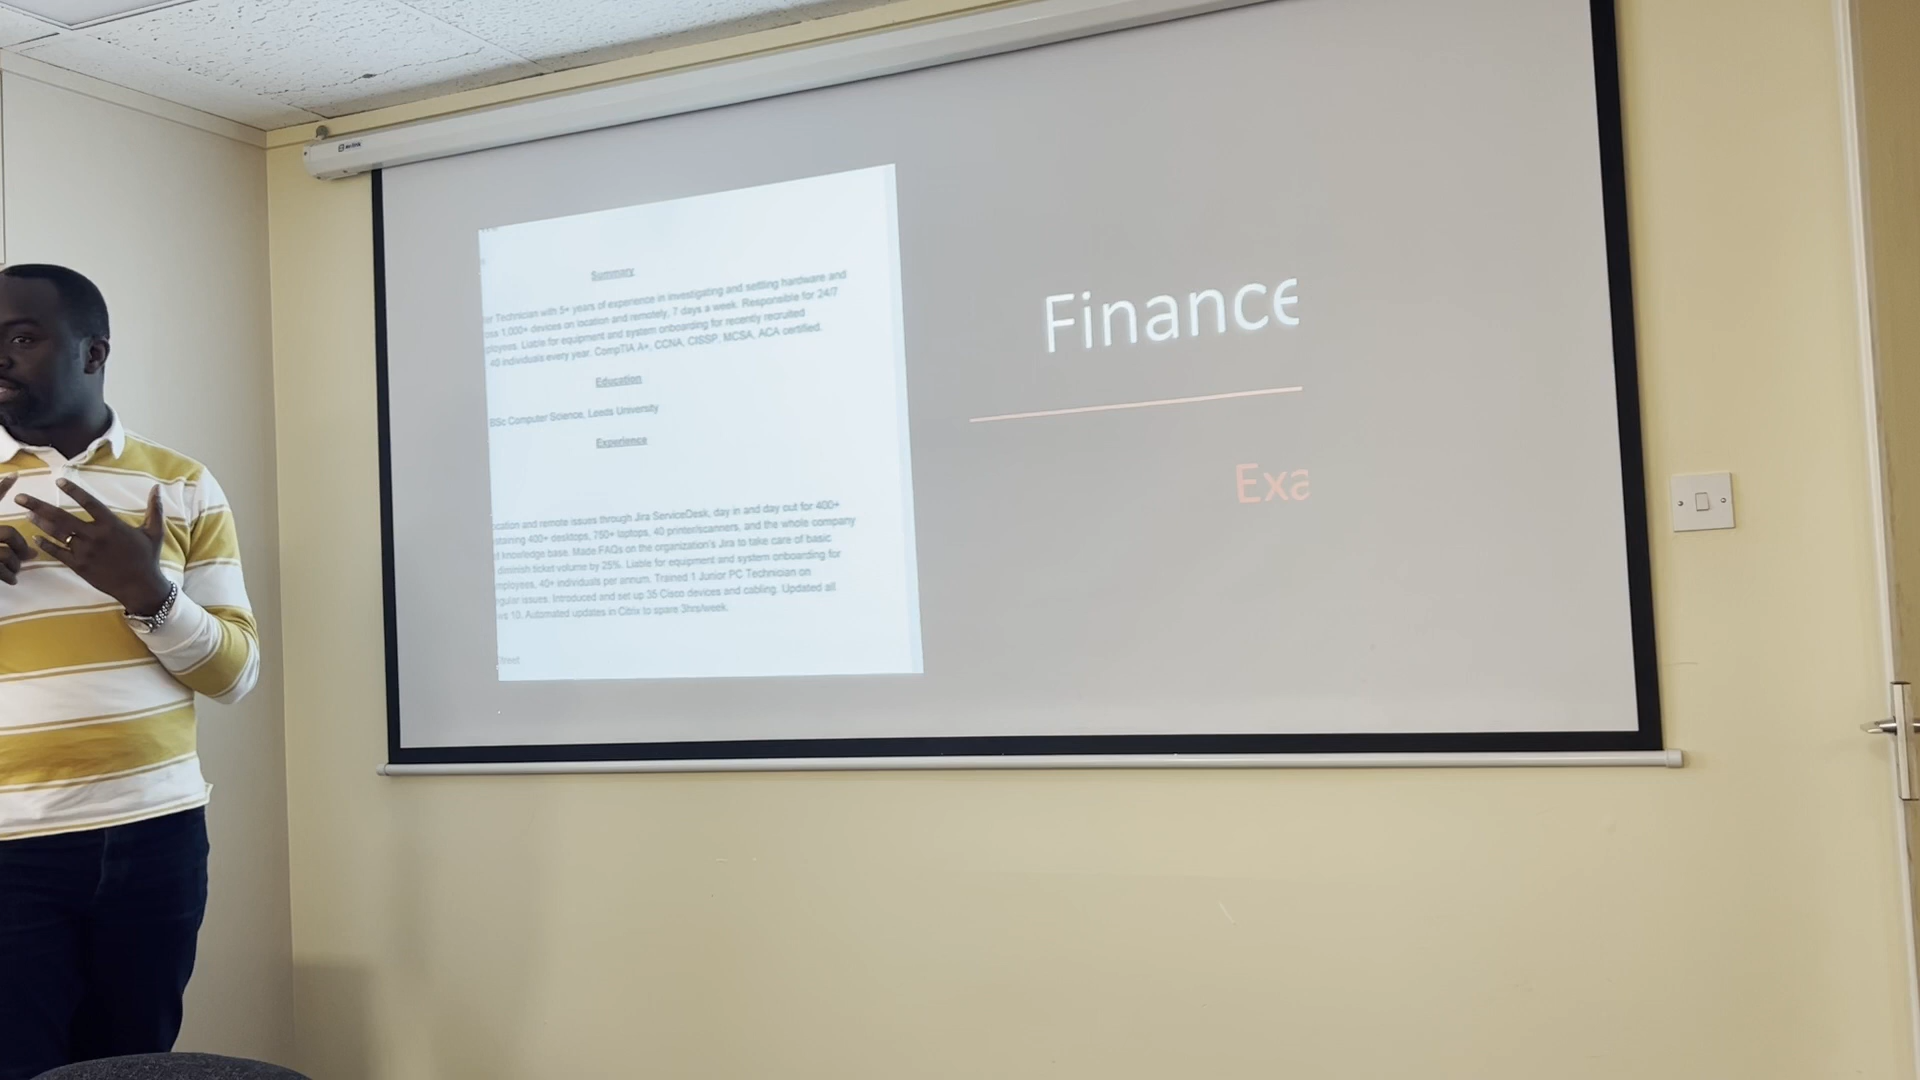 Summary
Technician with 5+ years of experience in investigating and settling hardware and
1,000+ devices on location and remotely, 7 days a week. Responsible for 24/7
Liable for equipment and system onboarding for recently recruited
40 individuals every year. CompTIA A+, CCNA, CISSP, MCSA, ACA certified.
Education
BSc Computer Science, Leeds University
Experience
and remote issues through Jira ServiceDesk, day in and day out for 400+
400+ desktops, 750+ laptops, 40 printer/scanners, and the whole company
knowledge base. Made FAQs on the organization's Jira to take care of basic
diminish ticket volume by 25%. Liable for equipment and system onboarding for
40+ individuals per annum. Trained 1 Junior PC Technician on
issues. Introduced and set up 35 Cisco devices and cabling. Updated all
10. Automated updates in Citrix to spare 3hrs/week.
Street
Finance
Exa